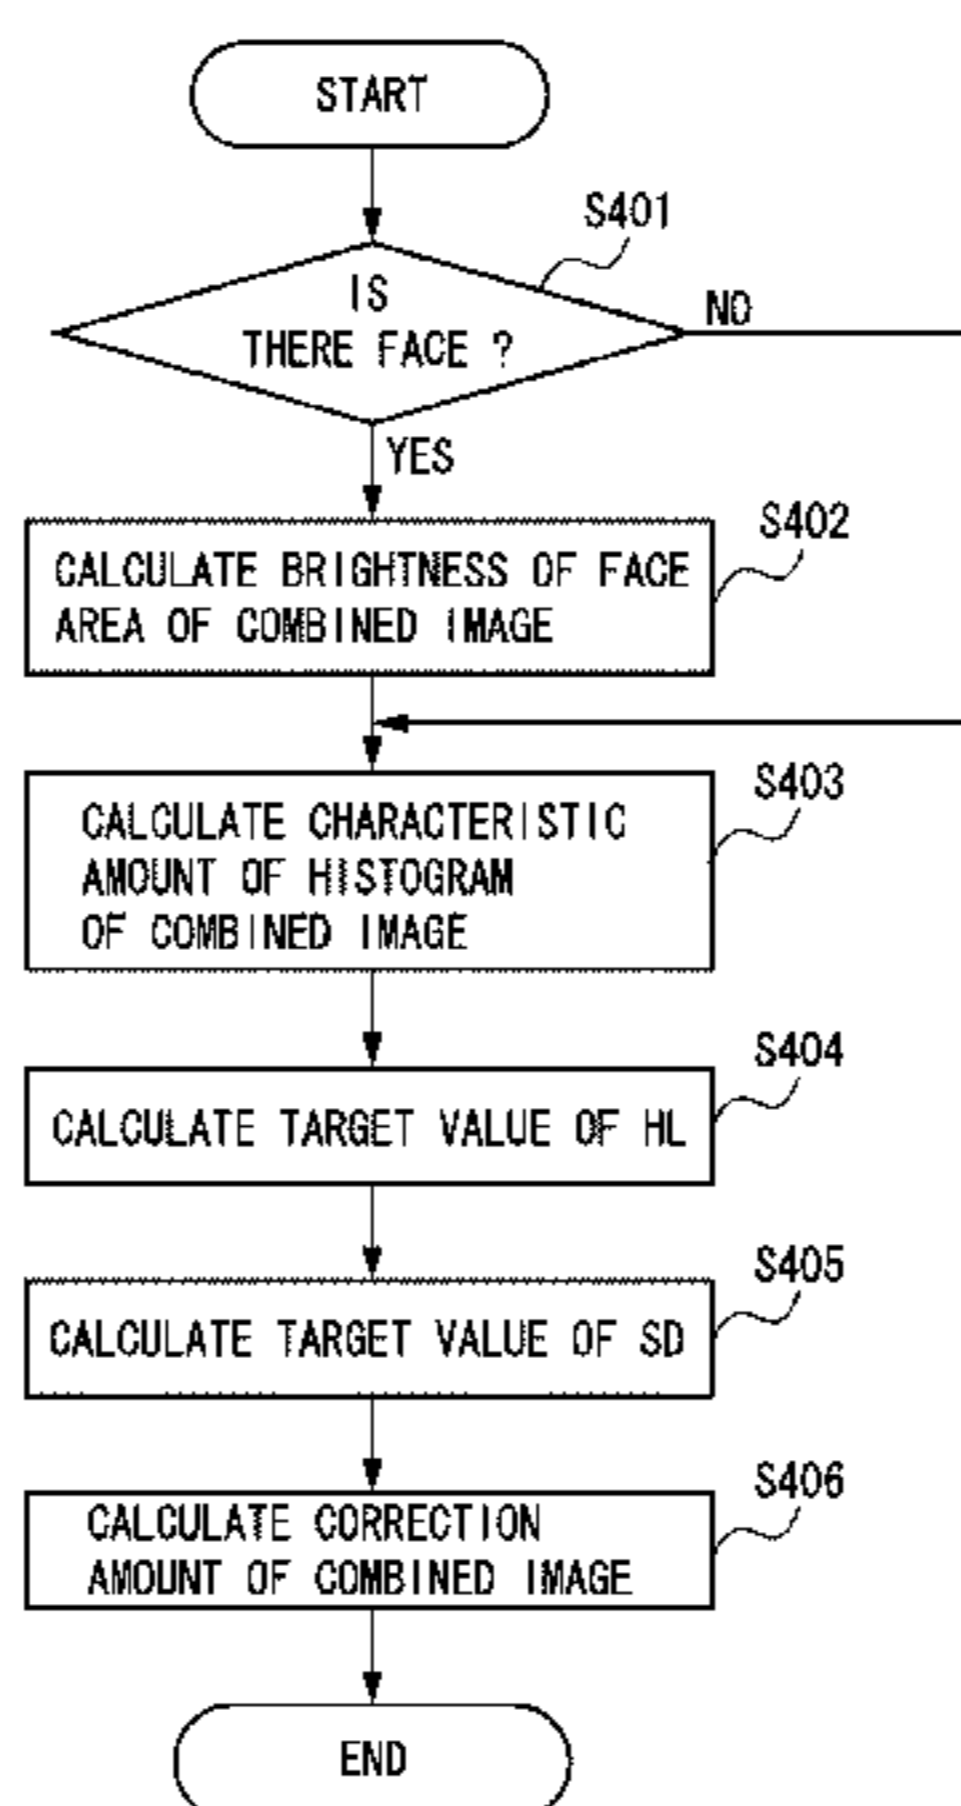 START
S401
IS
THERE FACE ?
NO
YES
S402
CALCULATE BRIGHTNESS OF FACE
AREA OF COMBINED IMAGE
S403
CALCULATE CHARACTERISTIC
AMOUNT OF HISTOGRAM
OF COMBINED IMAGE
S404
CALCULATE TARGET VALUE OF HL
S405
CALCULATE TARGET VALUE OF SD
S406
CALCULATE CORRECTION
AMOUNT OF COMBINED IMAGE
END